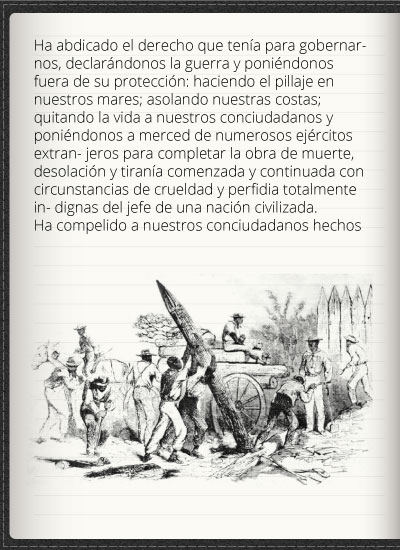 Ha abdicado el derecho que tenía para gobernar-
nos, declarándonos la guerra y poniéndonos
fuera de su protección: haciendo el pillaje en
nuestros mares; asolando nuestras costas;
quitando la vida a nuestros conciudadanos y
poniéndonos a merced de numerosos ejércitos
extran- jeros para completar la obra de muerte,
desolación y tiranía comenzada y continuada con
circunstancias de crueldad y perfidia totalmente
in- dignas del jefe de una nación civilizada.
Ha compelido a nuestros conciudadanos hechos